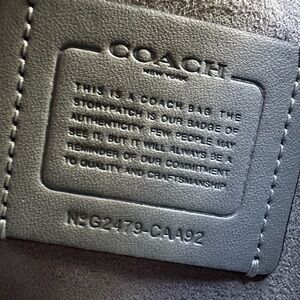 COACH
NEW YORK
THIS IS A COACH BAG. THE
STORYPATCH IS OUR BADGE OF
AUTHENTICITY. FEW PEOPLE MAY
SEE IT, BUT IT WILL ALWAYS BE A
REMINDER OF OUR COMMITMENT
TO QUALITY AND CRAFTSMANSHIP.
Nº G2479-CAA92